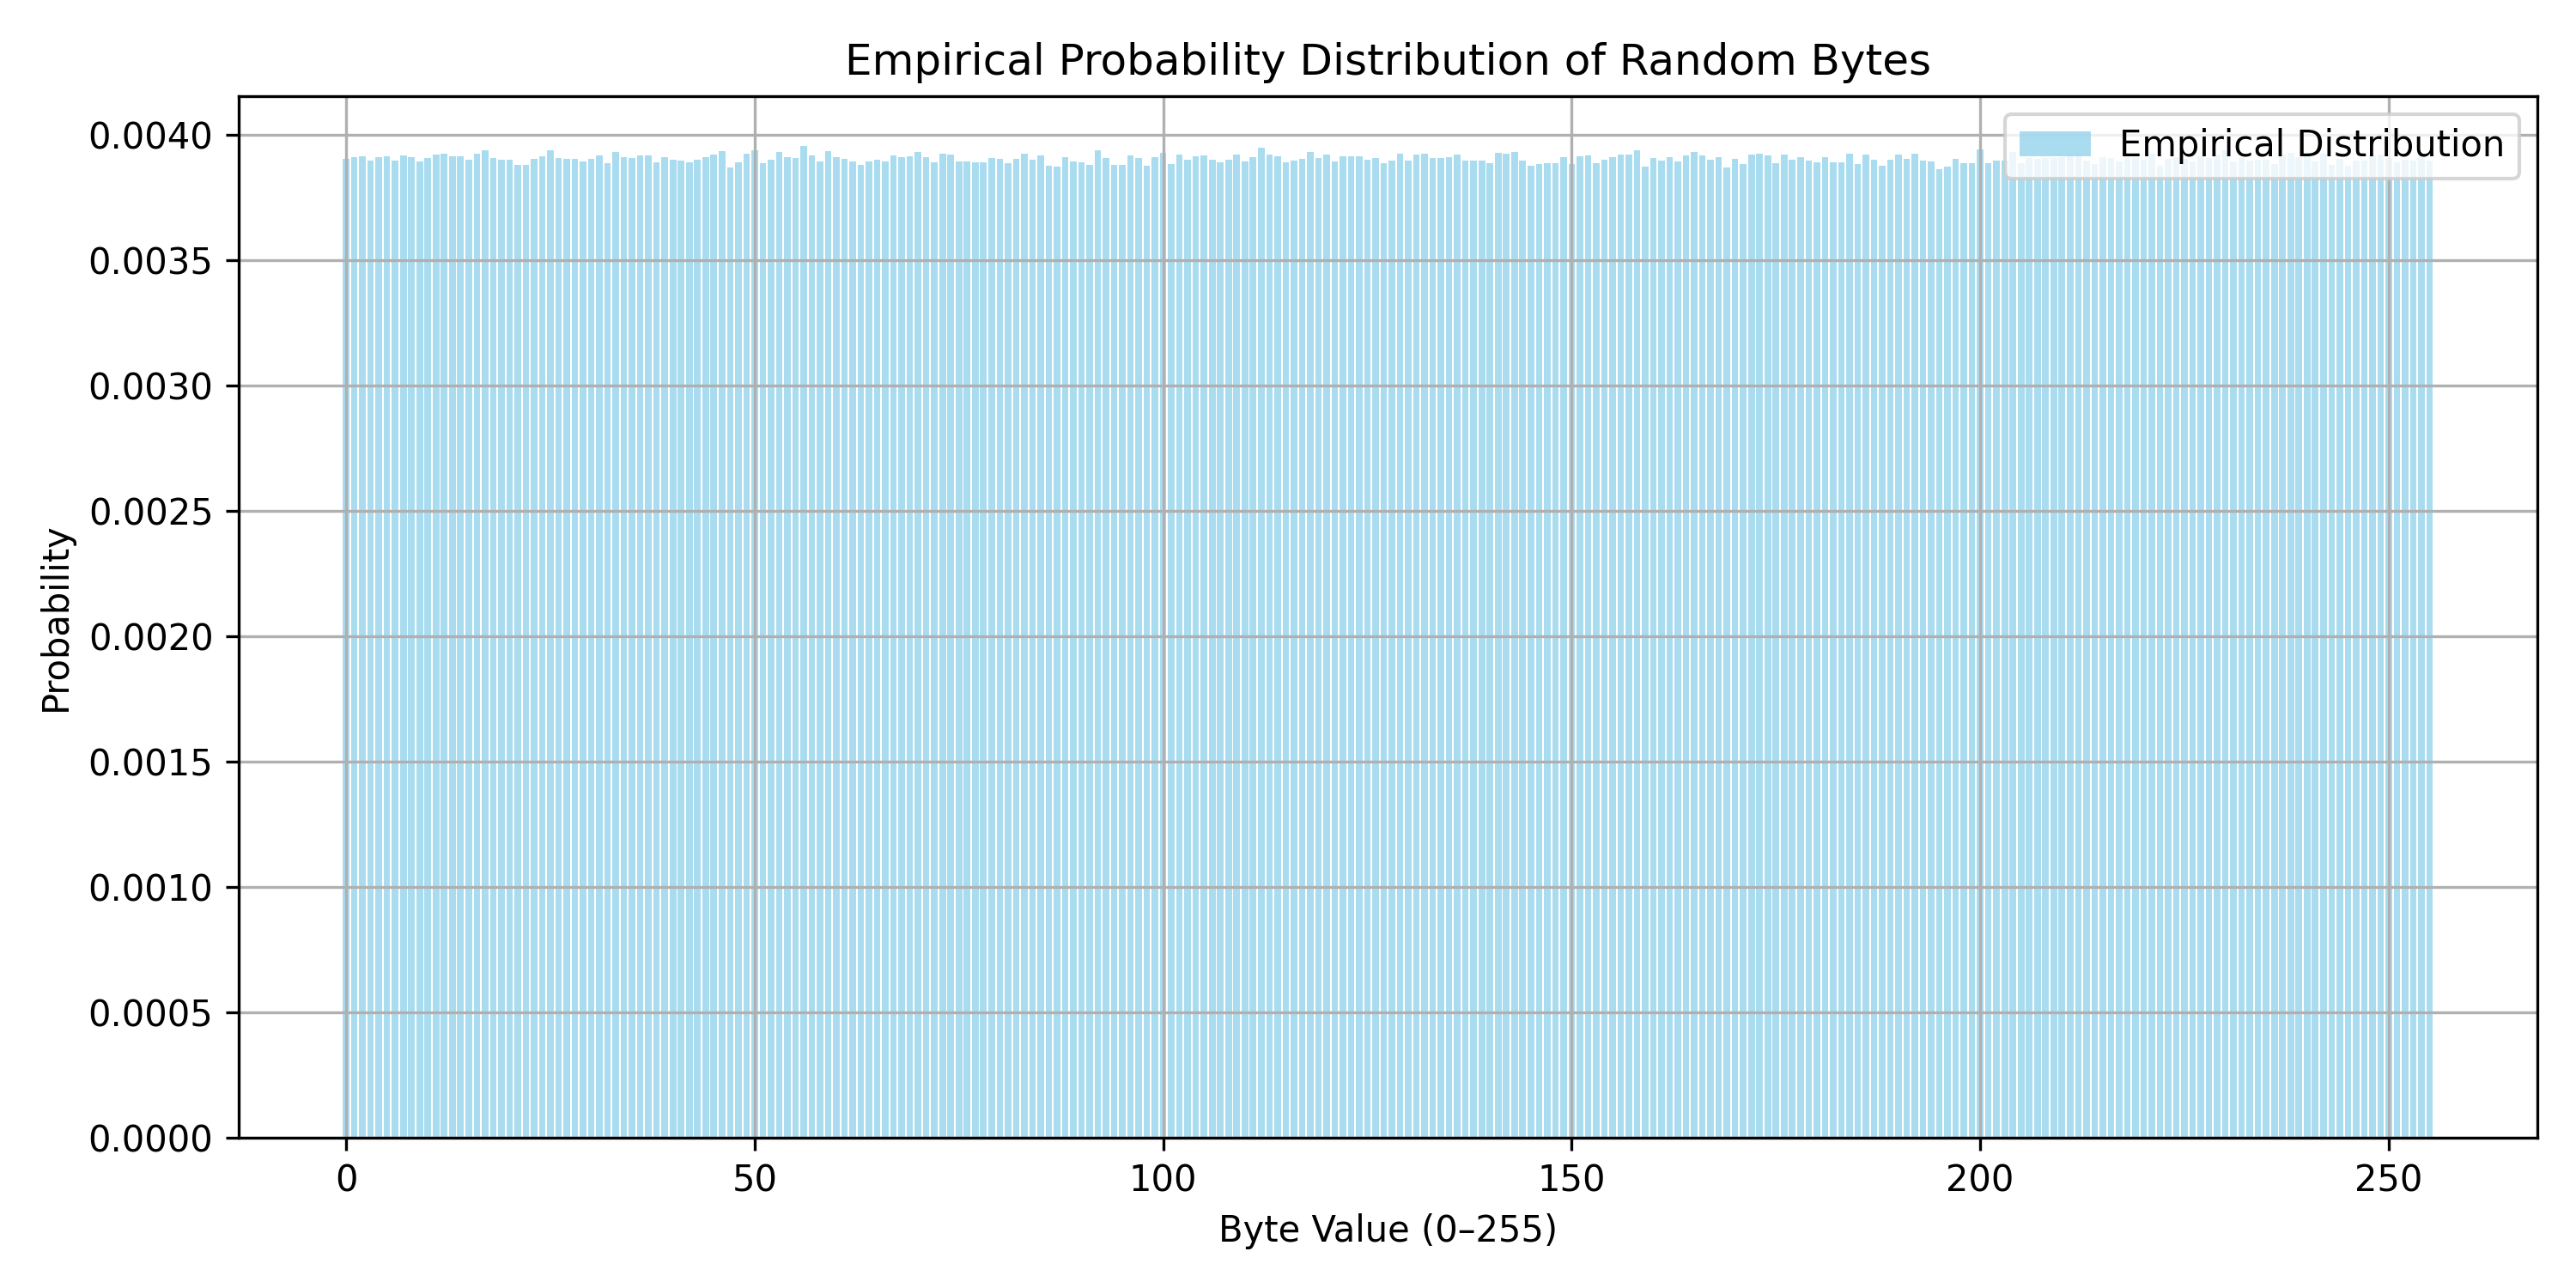 Empirical Probability Distribution of Random Bytes
Empirical Distribution
0.0040
0.0035
0.0030
0.0025
0.0020
0.0015
0.0010
0.0005
0.0000
Probability
0 50 100 150 200 250
Byte Value (0–255)